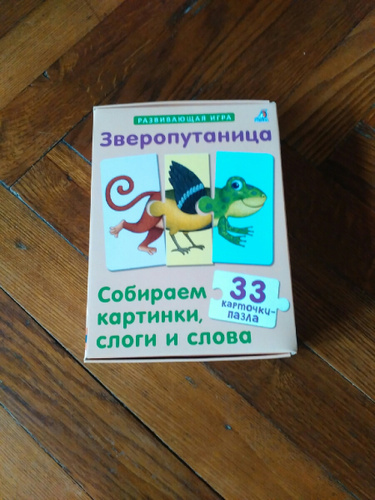 РАЗВИВАЮЩАЯ ИГРА
Зверопутаница
Собираем
картинки,
слоги и слова
33
карточки-
пазла